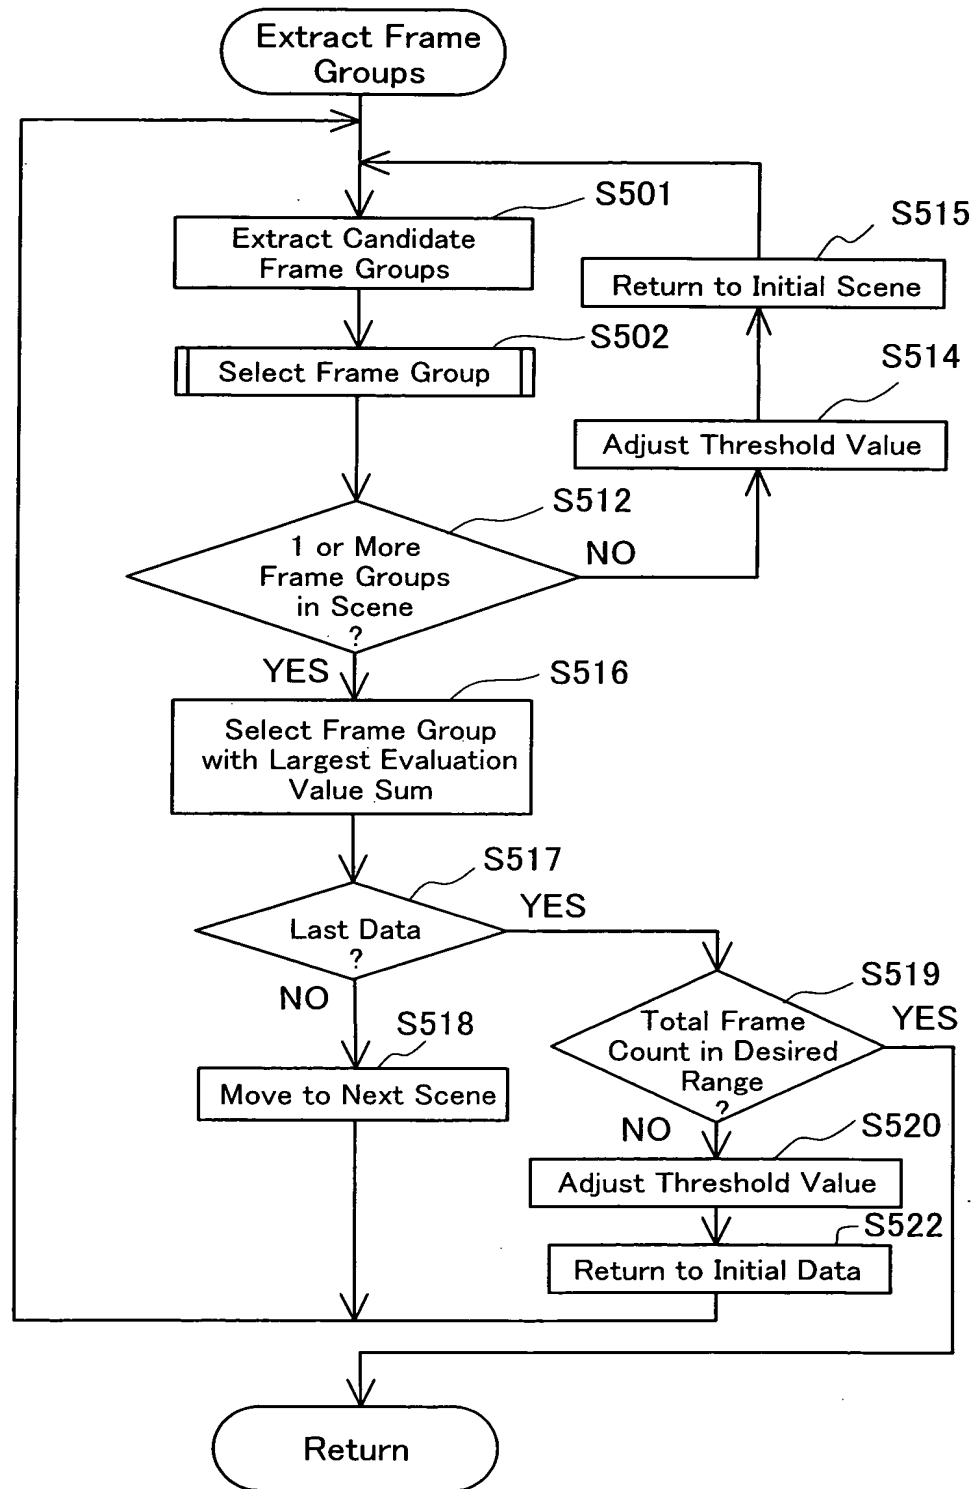 Extract Frame
Groups
S501
Extract Candidate
Frame Groups
S515
Return to Initial Scene
S502
Select Frame Group
S514
Adjust Threshold Value
S512
1 or More
Frame Groups
in Scene
?
NO
YES
S516
Select Frame Group
with Largest Evaluation
Value Sum
S517
Last Data
?
YES
NO
S519
Total Frame
Count in Desired
Range
?
YES
S518
Move to Next Scene
NO
S520
Adjust Threshold Value
S522
Return to Initial Data
Return